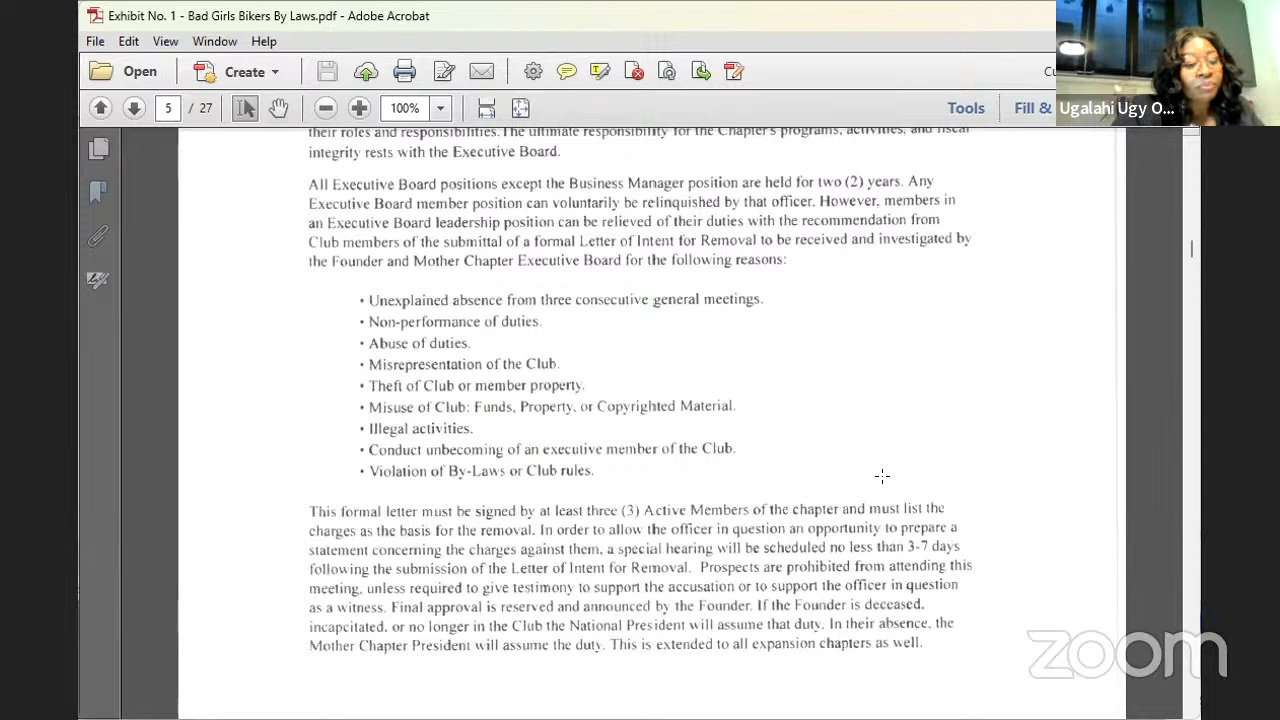 Exhibit No. 1 - Bad Girls Bikers By Laws.pdf - Adobe Acrobat
File Edit View Window Help
Open Create Cu
5 / 27 100% Tools Fill &
Ugalahi Ugy O...
their roles and responsibilities. The ultimate responsibility for the Chapter's programs, activities, and fiscal
integrity rests with the Executive Board.
All Executive Board positions except the Business Manager position are held for two (2) years. Any
Executive Board member position can voluntarily be relinquished by that officer. However, members in
an Executive Board leadership position can be relieved of their duties with the recommendation from
Club members of the submittal of a formal Letter of Intent for Removal to be received and investigated by
the Founder and Mother Chapter Executive Board for the following reasons:
• Unexplained absence from three consecutive general meetings.
• Non-performance of duties.
• Abuse of duties.
• Misrepresentation of the Club.
• Theft of Club or member property.
• Misuse of Club: Funds, Property, or Copyrighted Material.
• Illegal activities.
• Conduct unbecoming of an executive member of the Club.
• Violation of By-Laws or Club rules.
This formal letter must be signed by at least three (3) Active Members of the chapter and must list the
charges as the basis for the removal. In order to allow the officer in question an opportunity to prepare a
statement concerning the charges against them, a special hearing will be scheduled no less than 3-7 days
following the submission of the Letter of Intent for Removal. Prospects are prohibited from attending this
meeting, unless required to give testimony to support the accusation or to support the officer in question
as a witness. Final approval is reserved and announced by the Founder. If the Founder is deceased,
incapcitated, or no longer in the Club the National President will assume that duty. In their absence, the
Mother Chapter President will assume the duty. This is extended to all expansion chapters as well.
zoom